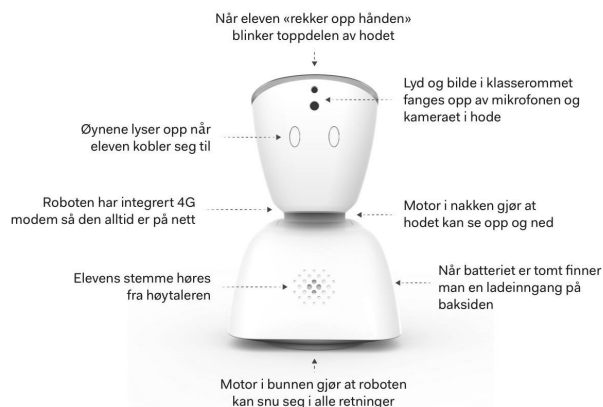 Når eleven «rekker opp hånden»
blinker toppdelen av hodet
Lyd og bilde i klasserommet
fanges opp av mikrofonen og
kameraet i hode
Øynene lyser opp når
eleven kobler seg til
Roboten har integrert 4G
modem så den alltid er på nett
Motor i nakken gjør at
hodet kan se opp og ned
Elevens stemme høres
fra høytaleren
Når batteriet er tomt finner
man en ladeinngang på
baksiden
Motor i bunnen gjør at roboten
kan snu seg i alle retninger